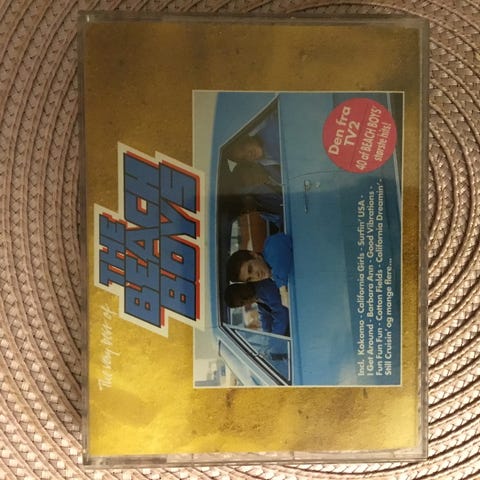 The very best of
THE
BEACH
BOYS
Den fra
TV2
40 af BEACH BOYS'
største hits!
Incl. Kokomo - California Girls - Surfin' USA -
I Get Around - Barbara Ann - Good Vibrations -
Fun Fun Fun - Cotton Fields - California Dreamin' -
Still Cruisin' og mange flere....